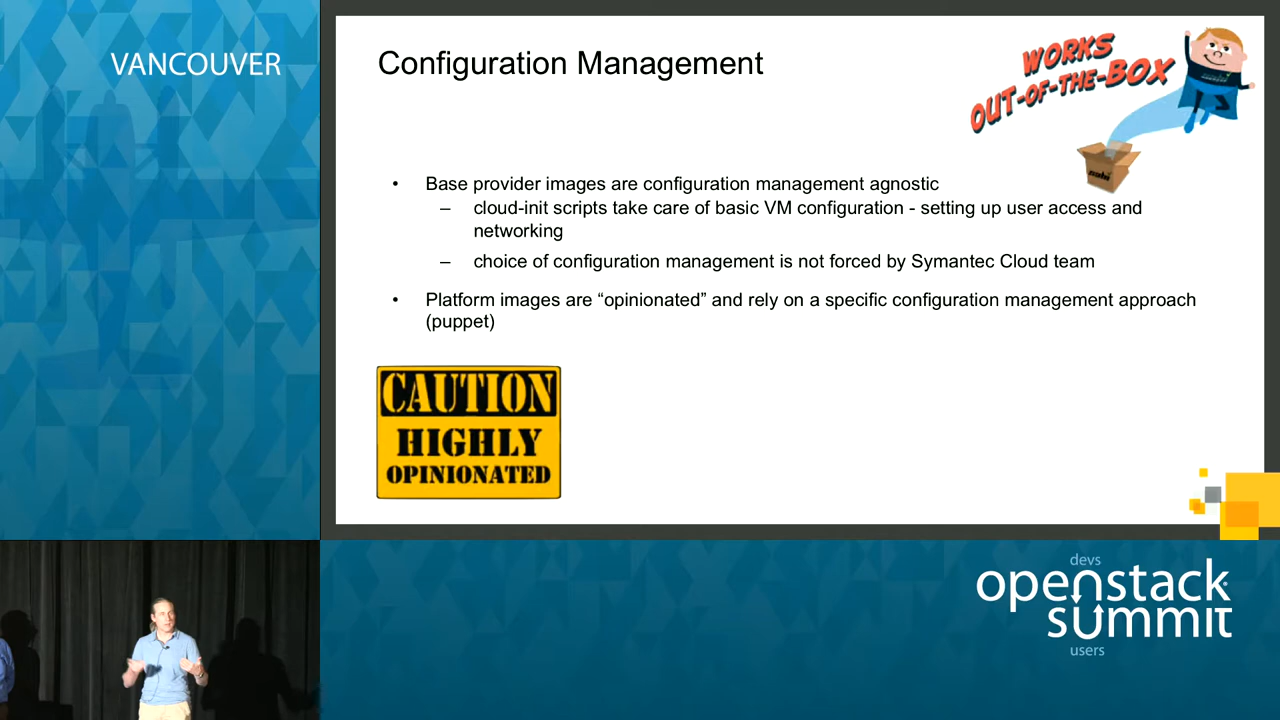 VANCOUVER
Configuration Management
WORKS
OUT-OF-THE-BOX
• Base provider images are configuration management agnostic
– cloud-init scripts take care of basic VM configuration - setting up user access and
networking
– choice of configuration management is not forced by Symantec Cloud team
• Platform images are “opinionated” and rely on a specific configuration management approach
(puppet)
CAUTION
HIGHLY
OPINIONATED
devs
openstack
summit
users